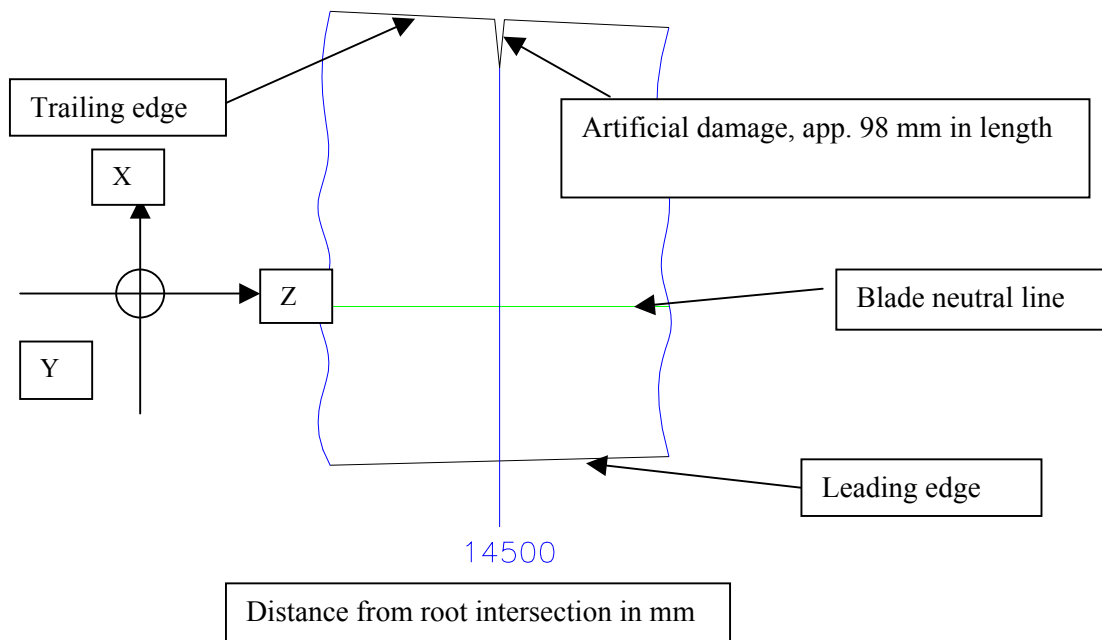 Trailing edge
Artificial damage, app. 98 mm in length
X
Z
Blade neutral line
Y
Leading edge
14500
Distance from root intersection in mm